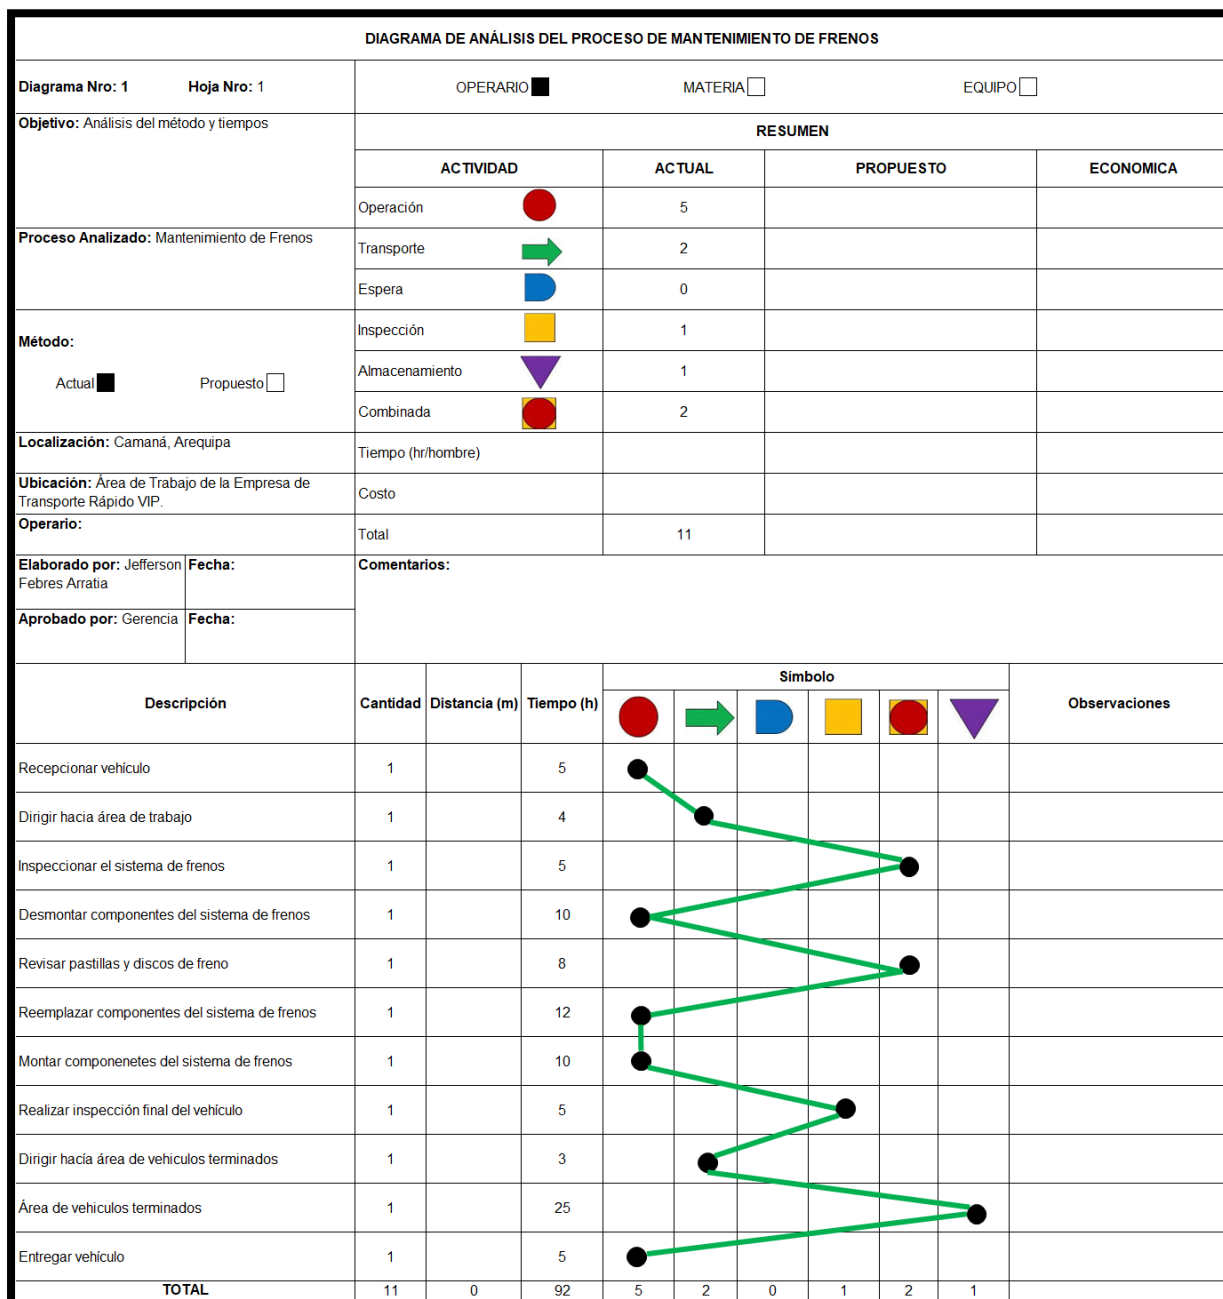 DIAGRAMA DE ANÁLISIS DEL PROCESO DE MANTENIMIENTO DE FRENOS
Diagrama Nro: 1 Hoja Nro: 1 OPERARIO MATERIA EQUIPO
Objetivo: Análisis del método y tiempos
RESUMEN
ACTIVIDAD ACTUAL PROPUESTO ECONOMICA
Operación 5
Proceso Analizado: Mantenimiento de Frenos
Transporte 2
Espera 0
Inspección 1
Método:
Actual Propuesto
Almacenamiento 1
Combinada 2
Localización: Camaná, Arequipa
Tiempo (hr/hombre)
Ubicación: Área de Trabajo de la Empresa de
Transporte Rápido VIP.
Costo
Operario:
Total 11
Elaborado por: Jefferson
Febres Arratia
Fecha:
Comentarios:
Aprobado por: Gerencia Fecha:
Descripción Cantidad Distancia (m) Tiempo (h) Símbolo Observaciones
Recepcionar vehículo 1 5
Dirigir hacia área de trabajo 1 4
Inspeccionar el sistema de frenos 1 5
Desmontar componentes del sistema de frenos 1 10
Revisar pastillas y discos de freno 1 8
Reemplazar componentes del sistema de frenos 1 12
Montar componenetes del sistema de frenos 1 10
Realizar inspección final del vehículo 1 5
Dirigir hacía área de vehiculos terminados 1 3
Área de vehiculos terminados 1 25
Entregar vehículo 1 5
TOTAL 11 0 92 5 2 0 1 2 1